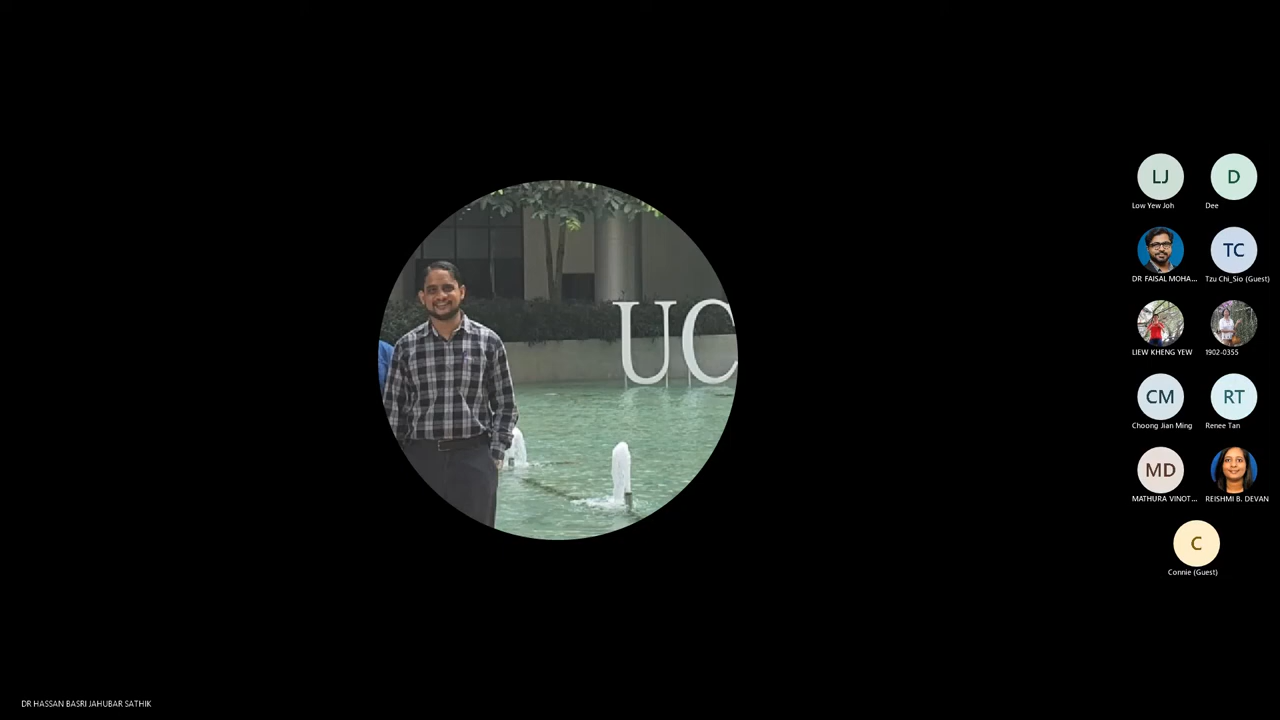 UC
LJ
D
Low Yew Joh
Dee
TC
DR FAISAL MOHA...
Tzu Chi_Sio (Guest)
LIEW KHENG YEW
1902-0355
CM
RT
Choong Jian Ming
Renee Tan
MD
MATHURA VINOT...
REISHMI B. DEVAN
C
Connie (Guest)
DR HASSAN BASRI JAHUBAR SATHIK